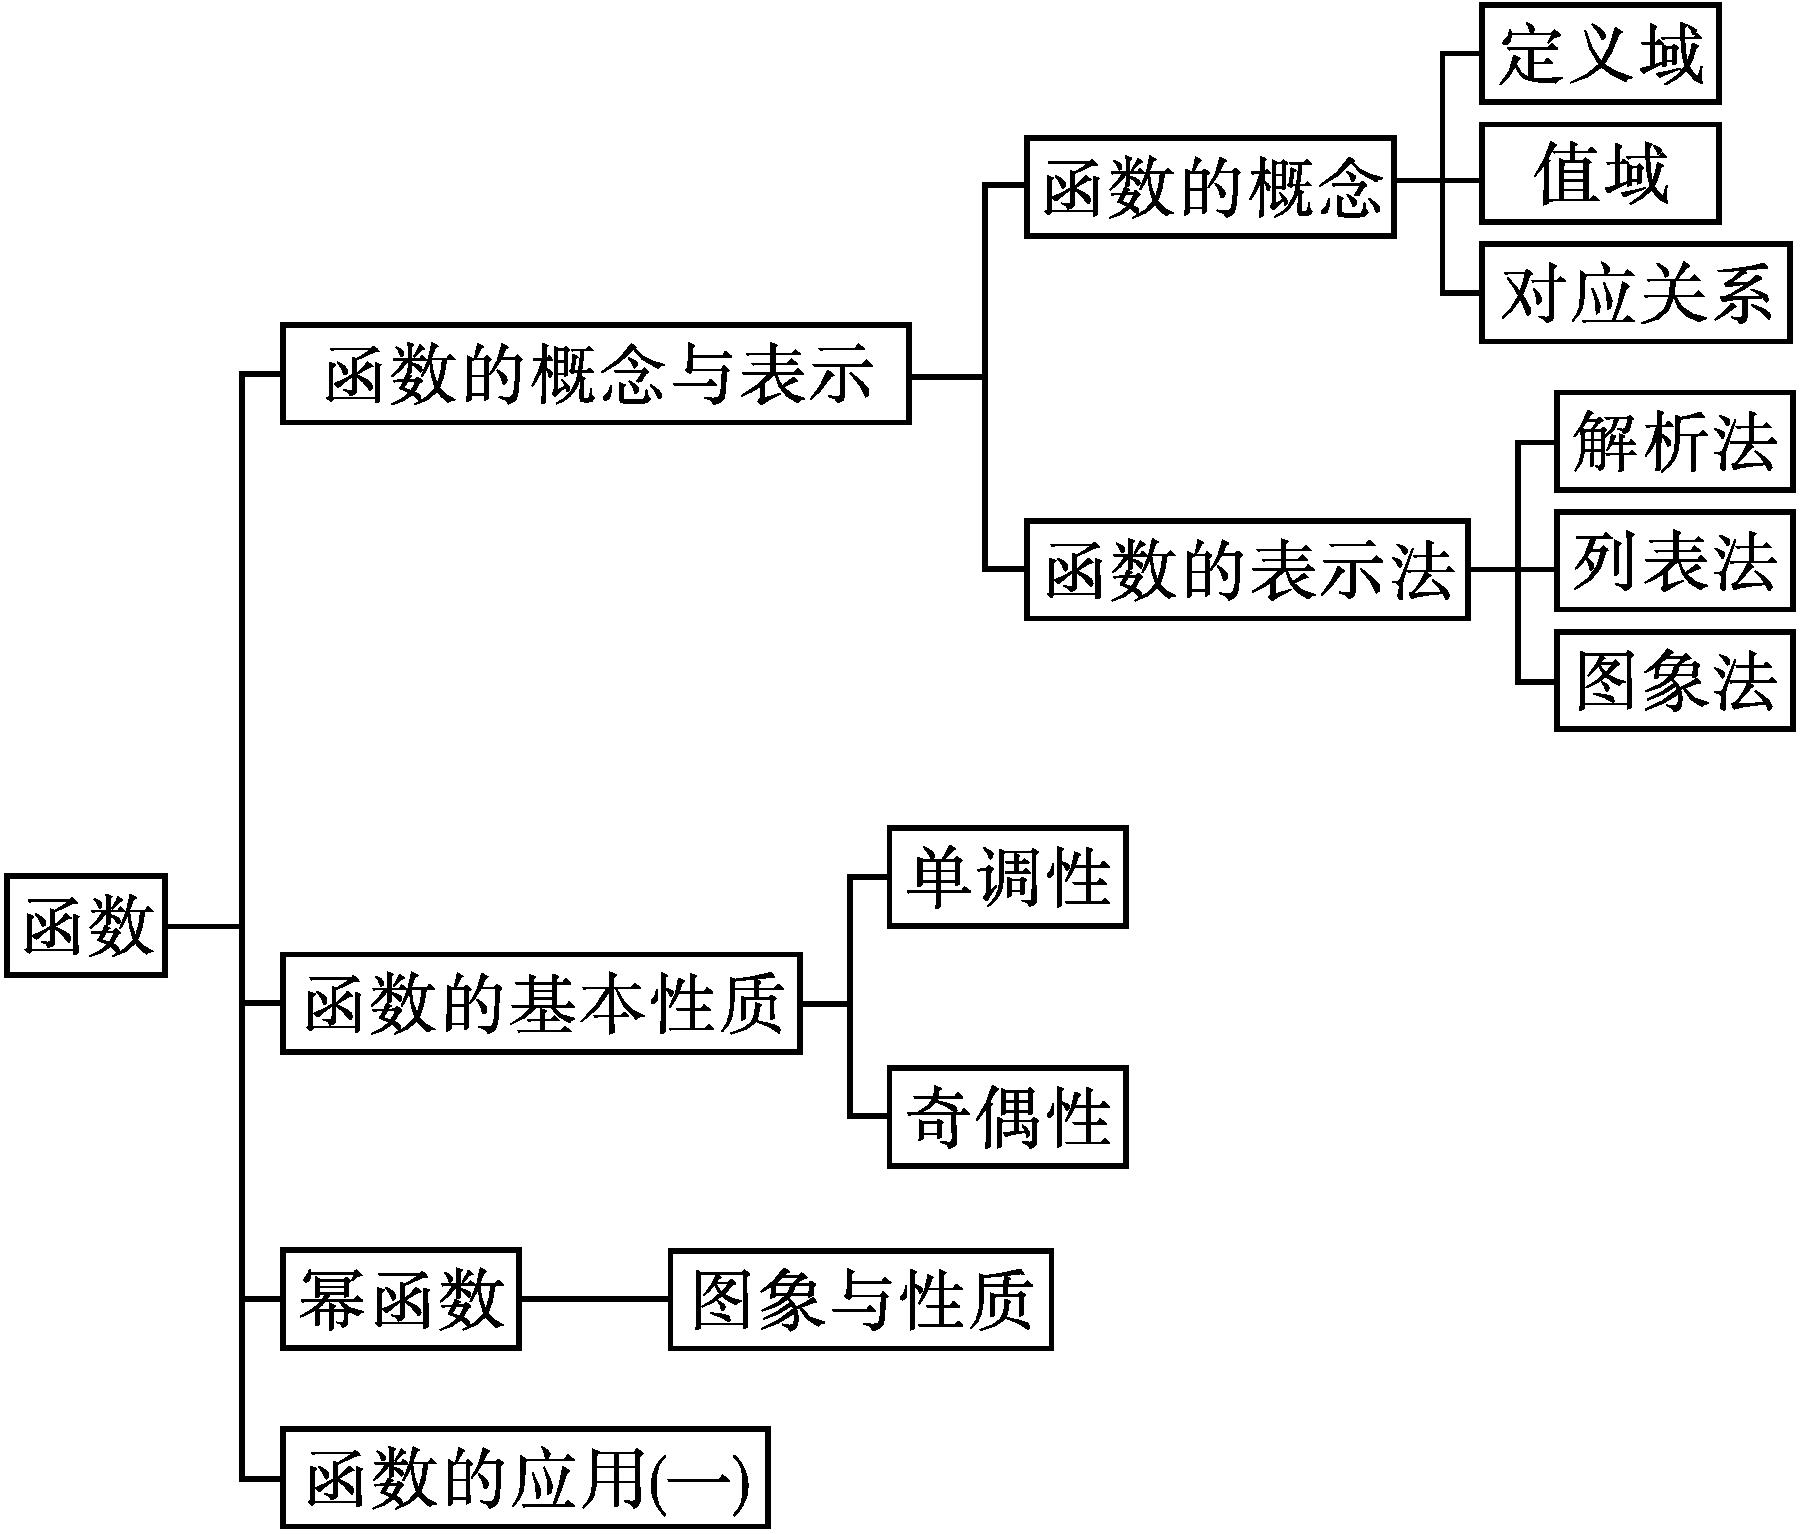 定义域
函数的概念
值域
对应关系
函数的概念与表示
解析法
函数的表示法
列表法
图象法
单调性
函数
函数的基本性质
奇偶性
幂函数
图象与性质
函数的应用(一)